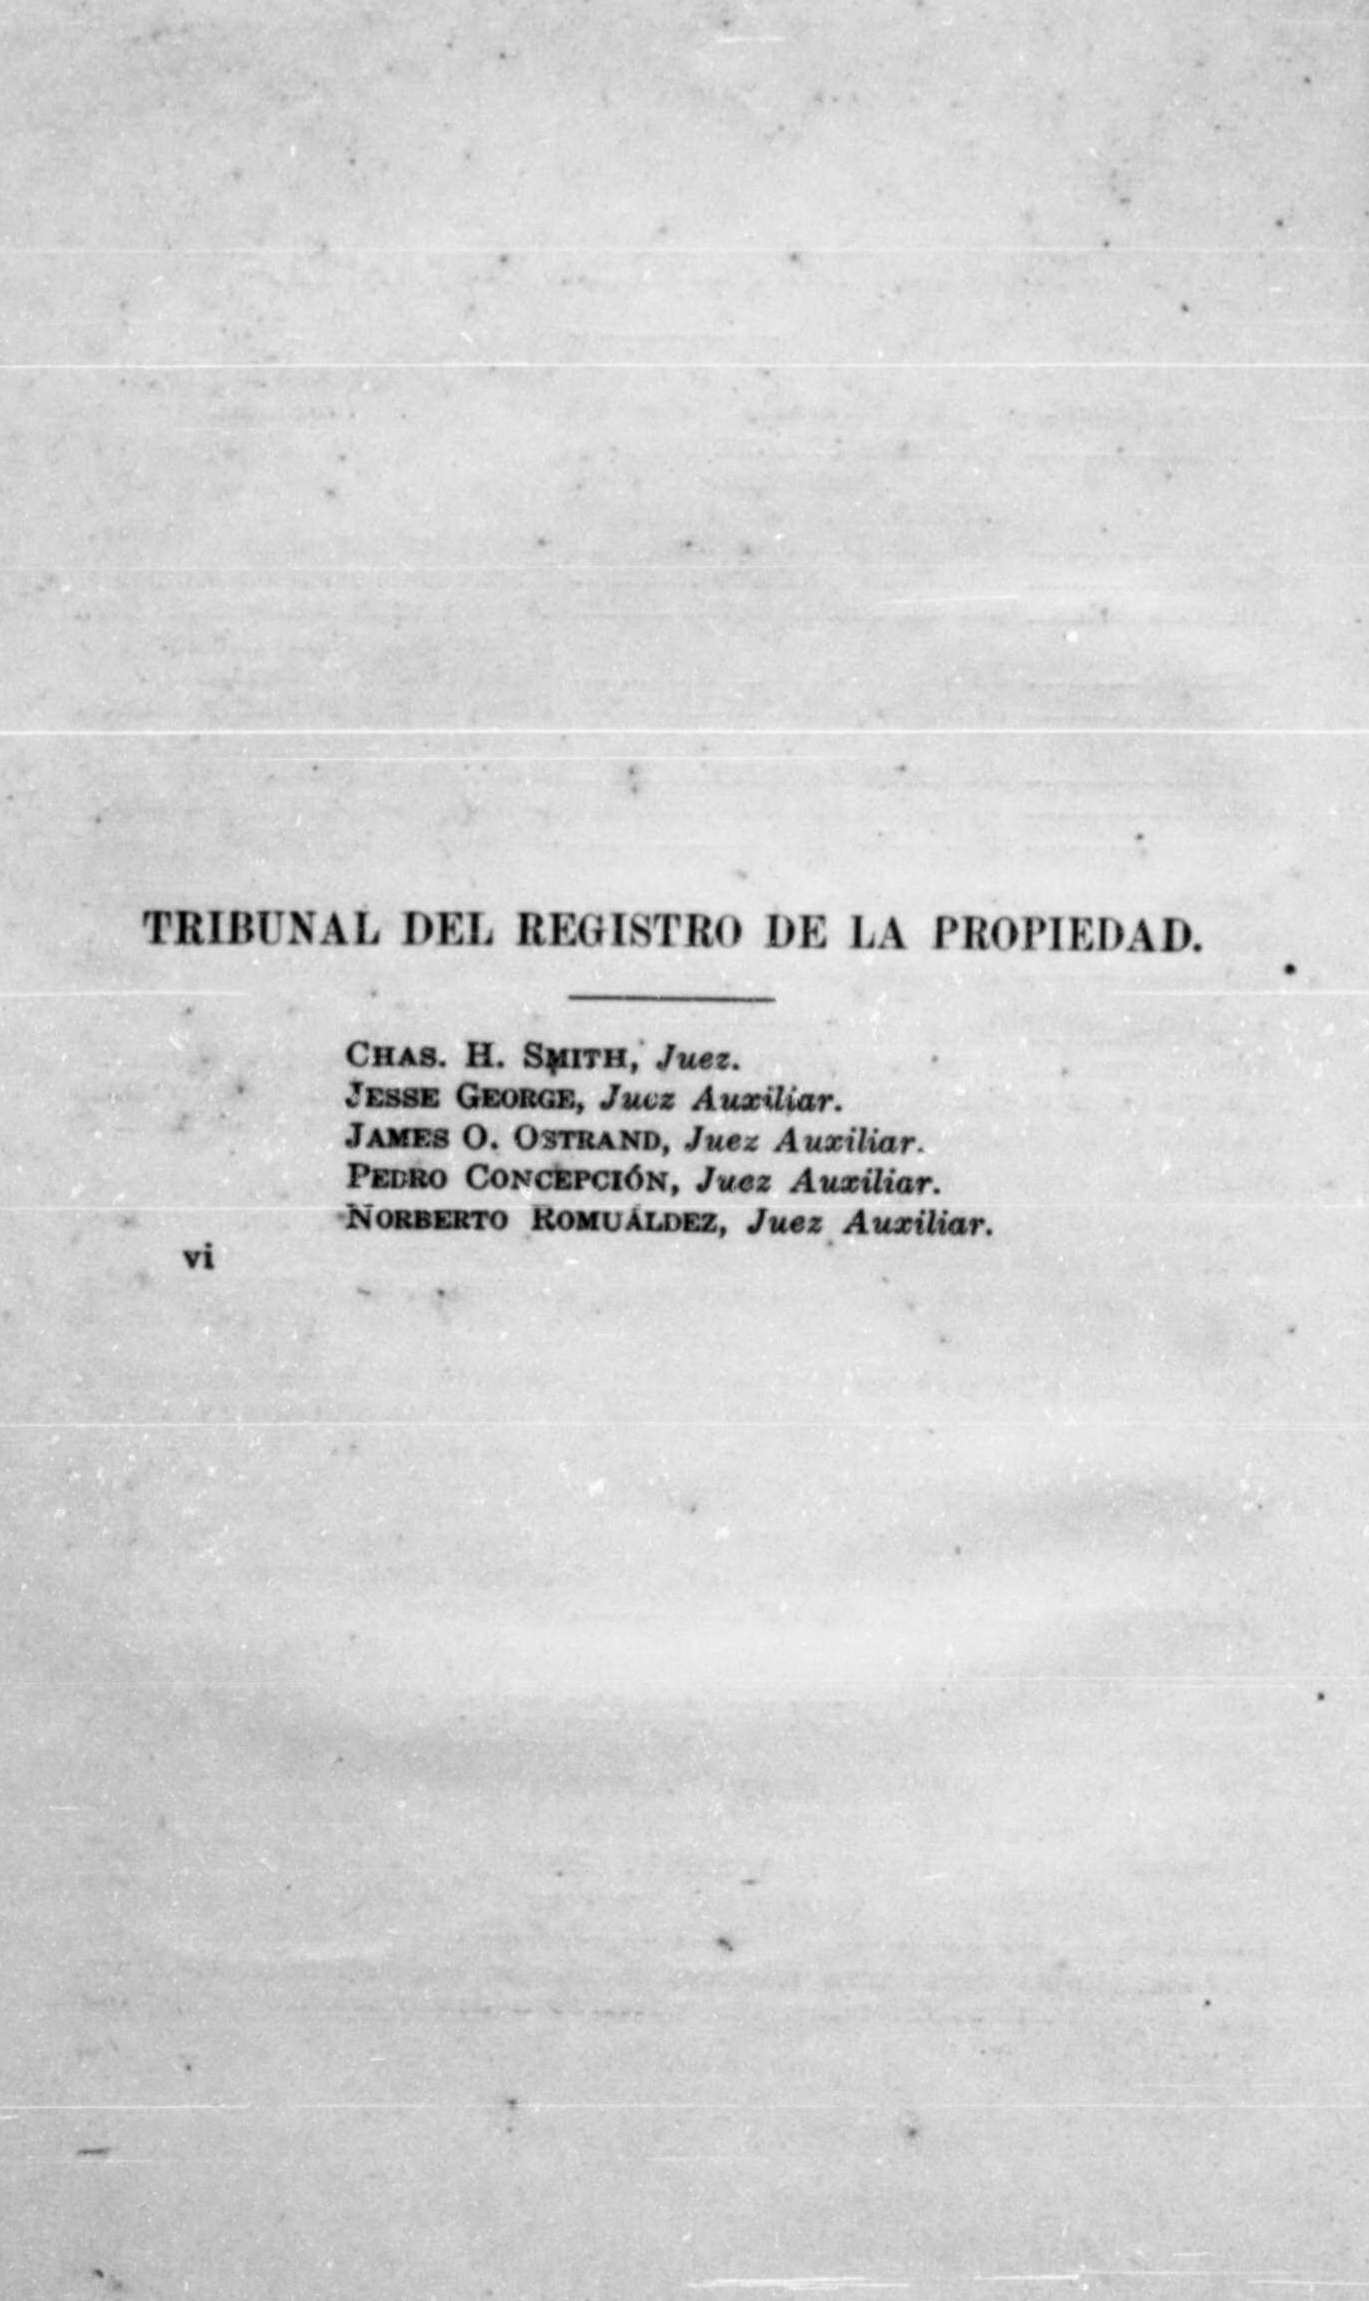 TRIBUNAL DEL REGISTRO DE LA PROPIEDAD.
CHAS. H. SMITH, Juez.
JESSE GEORGE, Juez Auxiliar.
JAMES O. OSTRAND, Juez Auxiliar.
PEDRO CONCEPCIÓN, Juez Auxiliar.
NORBERTO ROMUÁLDEZ, Juez Auxiliar.
vi